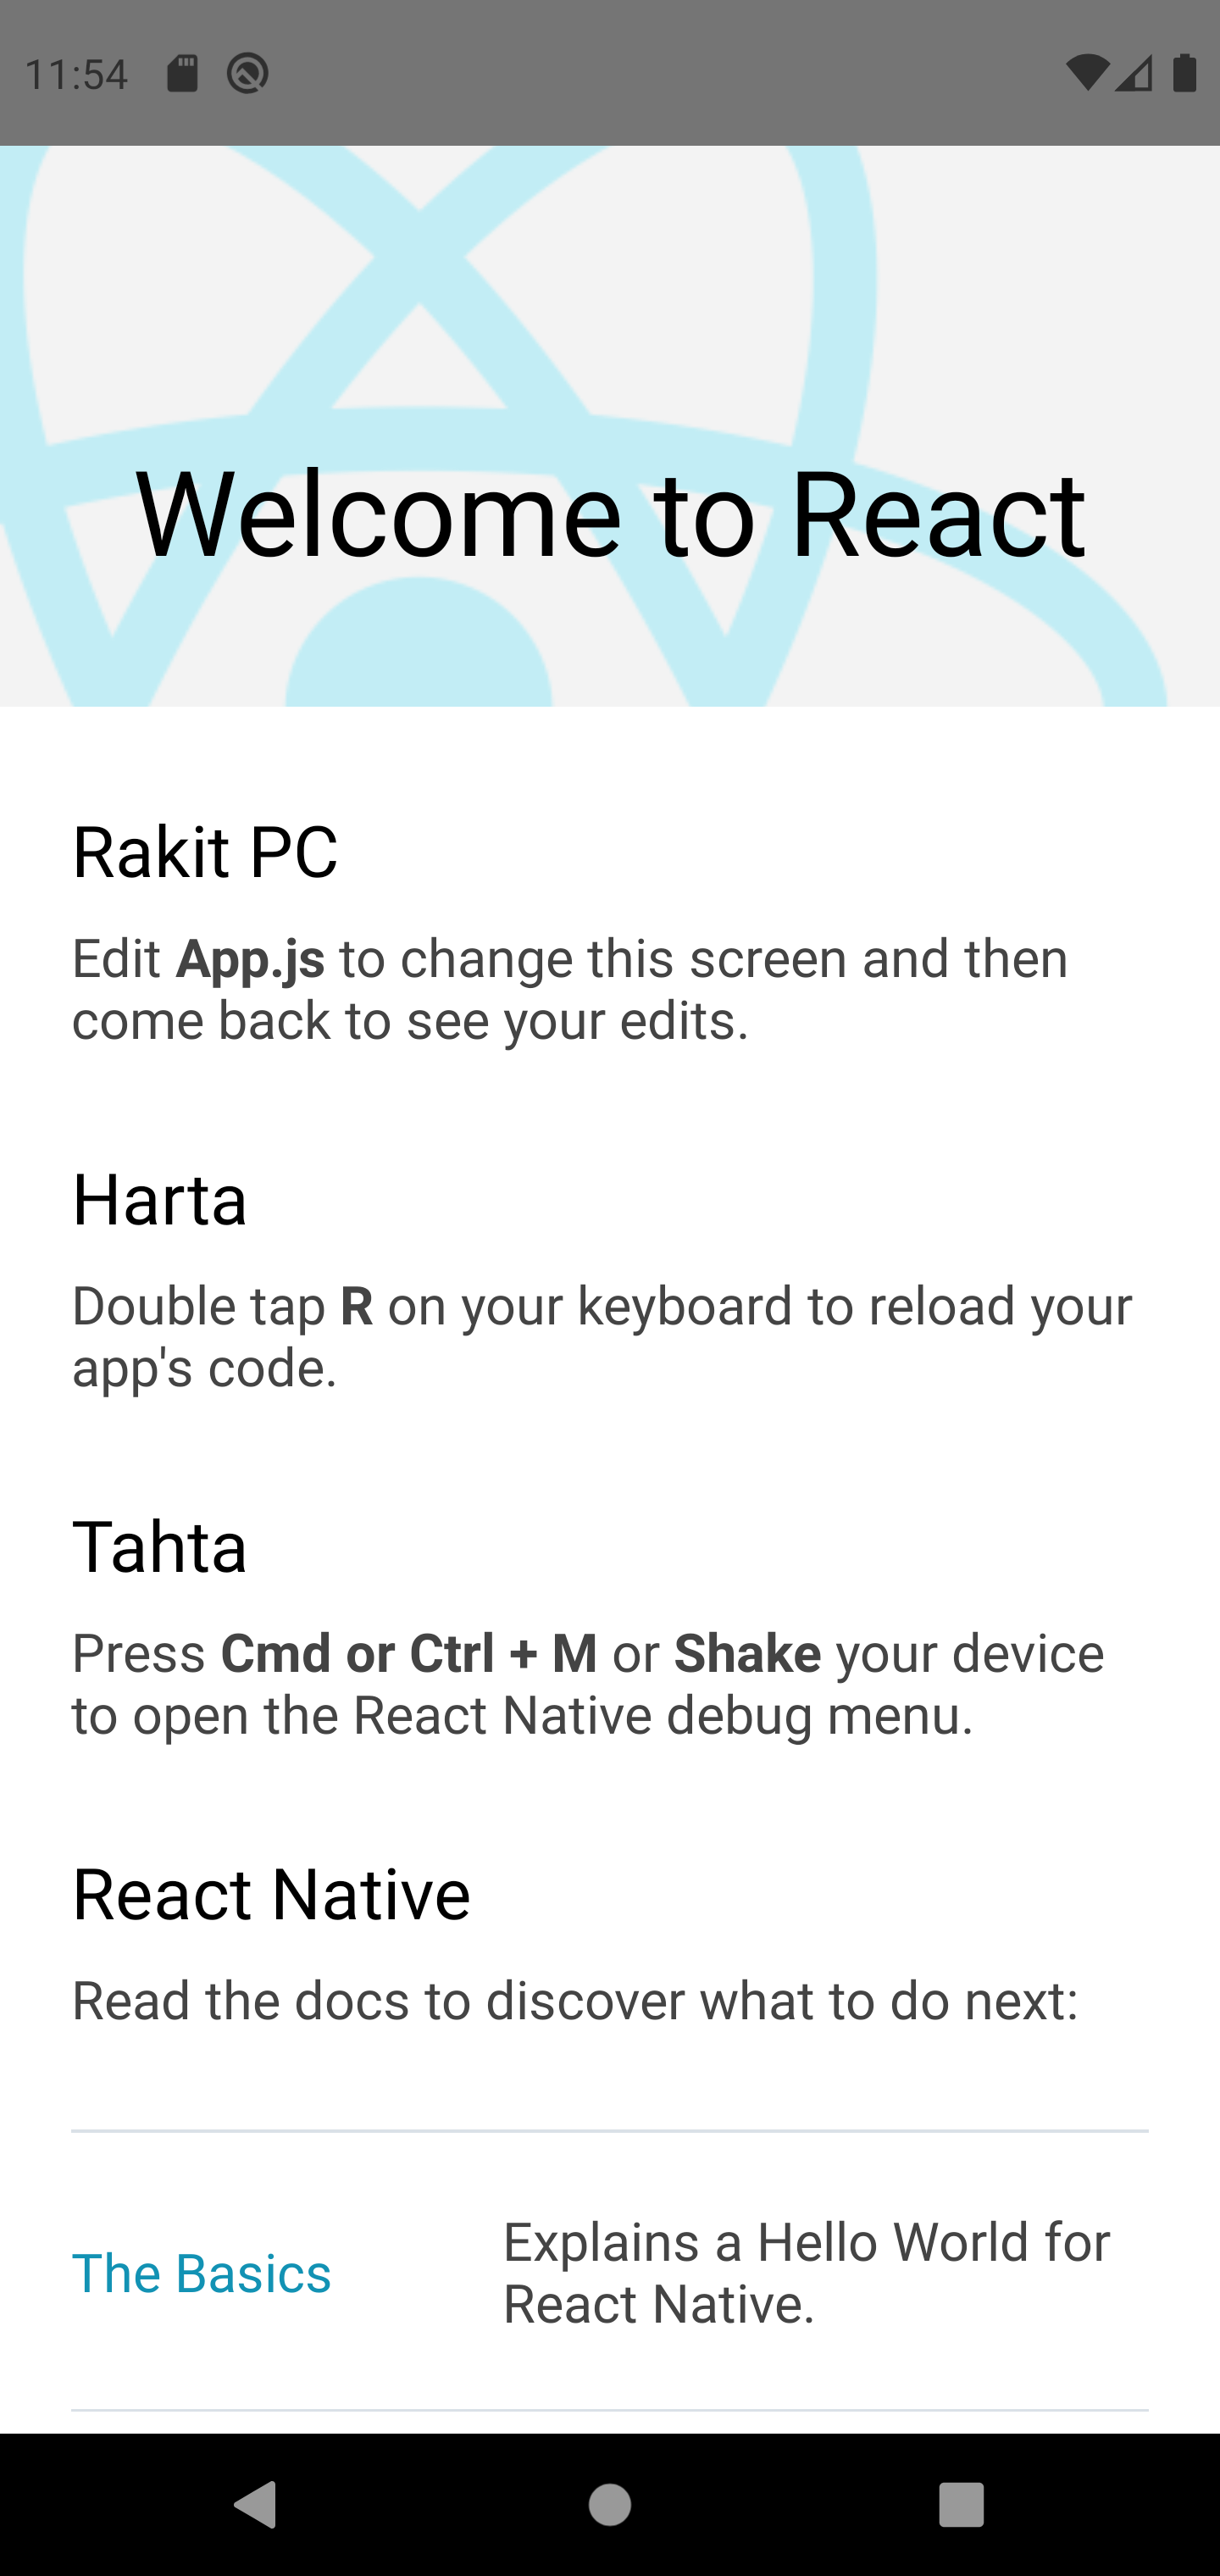 11:54
Welcome to React
Rakit PC
Edit App.js to change this screen and then
come back to see your edits.
Harta
Double tap R on your keyboard to reload your
app's code.
Tahta
Press Cmd or Ctrl + M or Shake your device
to open the React Native debug menu.
React Native
Read the docs to discover what to do next:
The Basics
Explains a Hello World for
React Native.